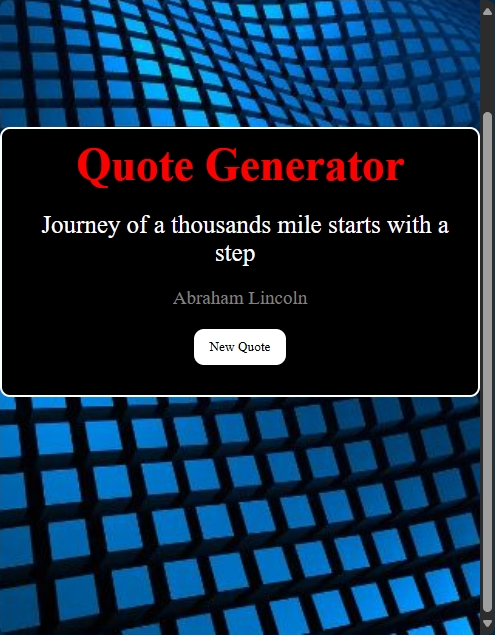 Quote Generator
Journey of a thousands mile starts with a
step
Abraham Lincoln
New Quote